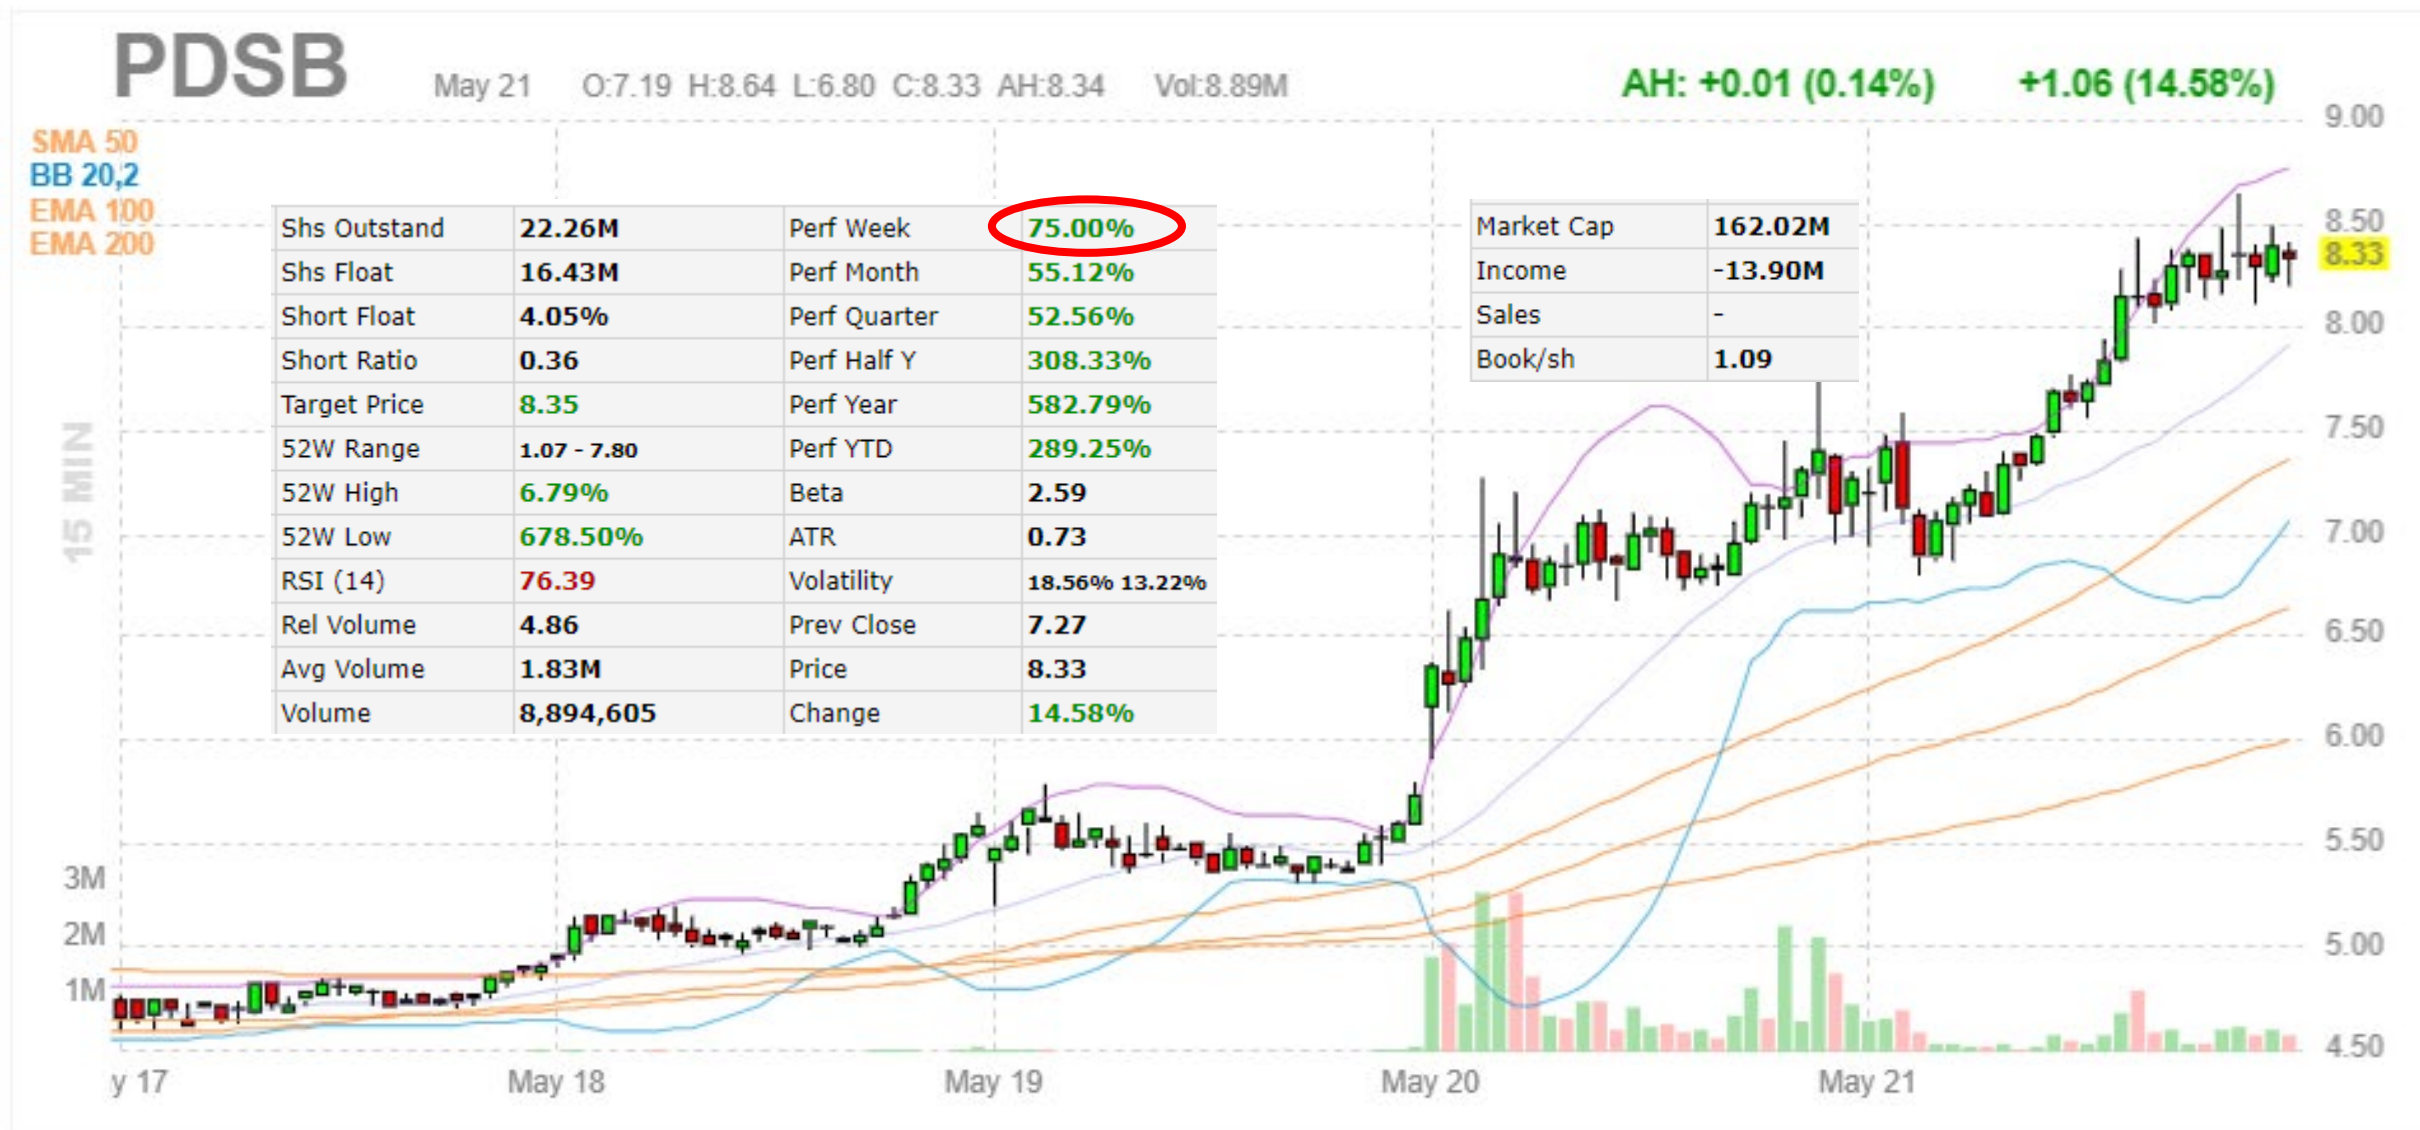 PDSB May 21 O:7.19 H:8.64 L:6.80 C:8.33 AH:8.34 Vol:8.89M AH: +0.01 (0.14%) +1.06 (14.58%)
SMA 50
BB 20,2
EMA 100
EMA 200
15 MIN
Shs Outstand 22.26M Perf Week 75.00%
Shs Float 16.43M Perf Month 55.12%
Short Float 4.05% Perf Quarter 52.56%
Short Ratio 0.36 Perf Half Y 308.33%
Target Price 8.35 Perf Year 582.79%
52W Range 1.07 - 7.80 Perf YTD 289.25%
52W High 6.79% Beta 2.59
52W Low 678.50% ATR 0.73
RSI (14) 76.39 Volatility 18.56% 13.22%
Rel Volume 4.86 Prev Close 7.27
Avg Volume 1.83M Price 8.33
Volume 8,894,605 Change 14.58%
Market Cap 162.02M
Income -13.90M
Sales -
Book/sh 1.09
9.00
8.50
8.33
8.00
7.50
7.00
6.50
6.00
5.50
5.00
4.50
3M
2M
1M
y 17 May 18 May 19 May 20 May 21